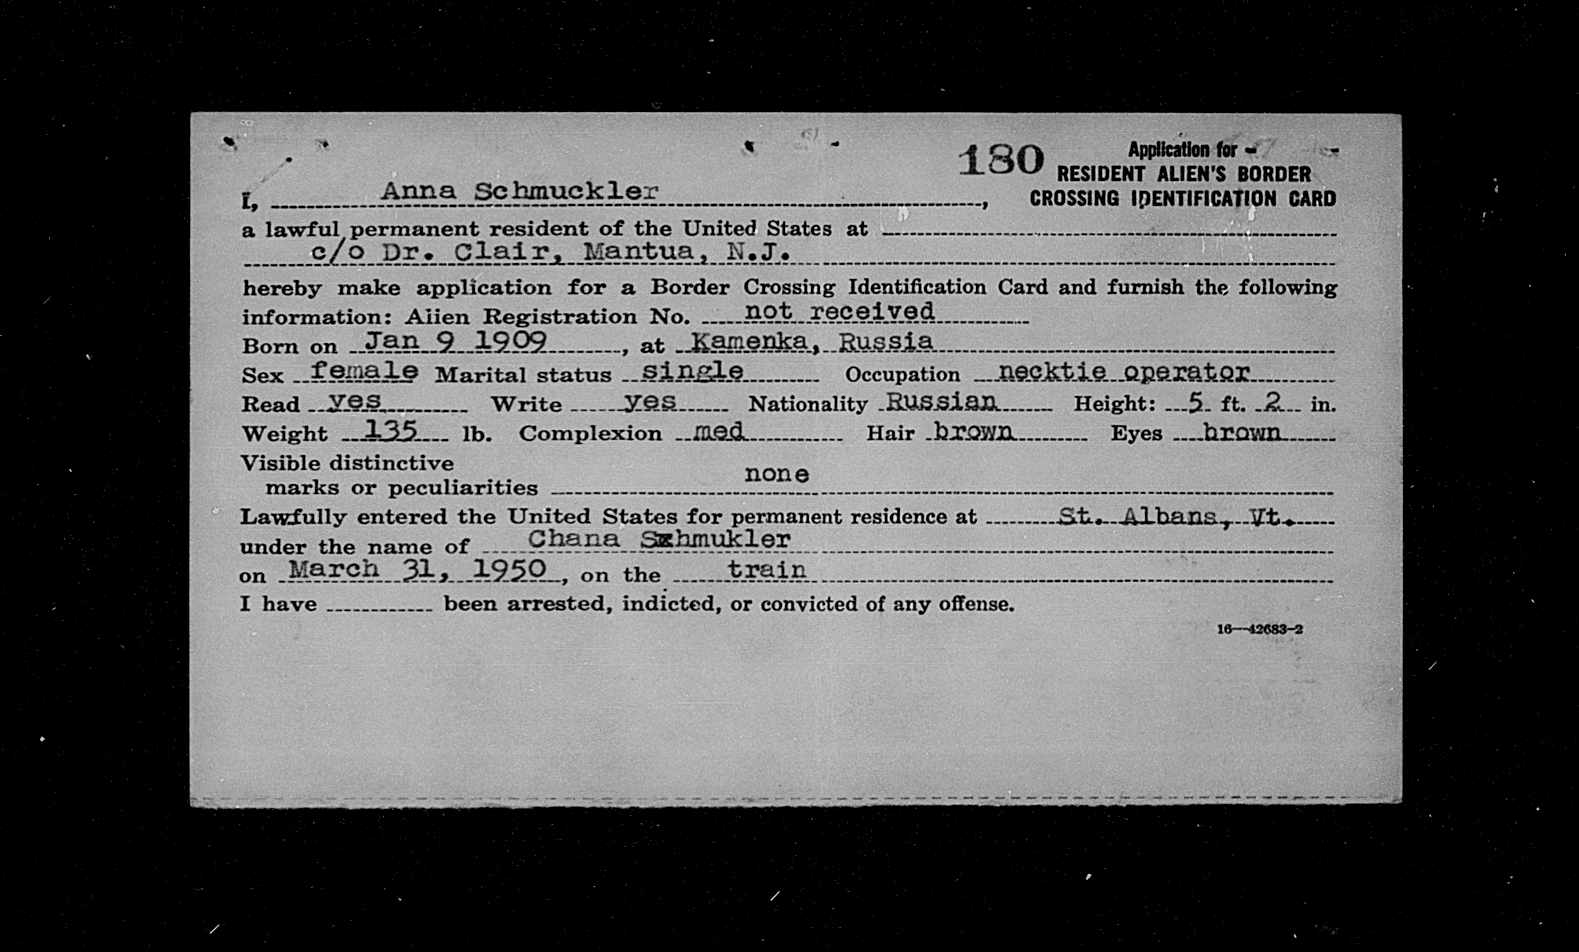 180
Application for
RESIDENT ALIEN'S BORDER
CROSSING IDENTIFICATION CARD
I, Anna Schmuckler,
a lawful permanent resident of the United States at
c/o Dr. Clair, Mantua, N.J.
hereby make application for a Border Crossing Identification Card and furnish the following
information: Alien Registration No. not received
Born on Jan 9 1909, at Kamenka, Russia
Sex female Marital status single Occupation necktie operator
Read yes Write yes Nationality Russian Height: 5 ft. 2 in.
Weight 135 lb. Complexion med Hair brown Eyes brown
Visible distinctive
marks or peculiarities none
Lawfully entered the United States for permanent residence at St. Albans, Vt.
under the name of Chana Schmukler
on March 31, 1950, on the train
I have been arrested, indicted, or convicted of any offense.
16—42683-2